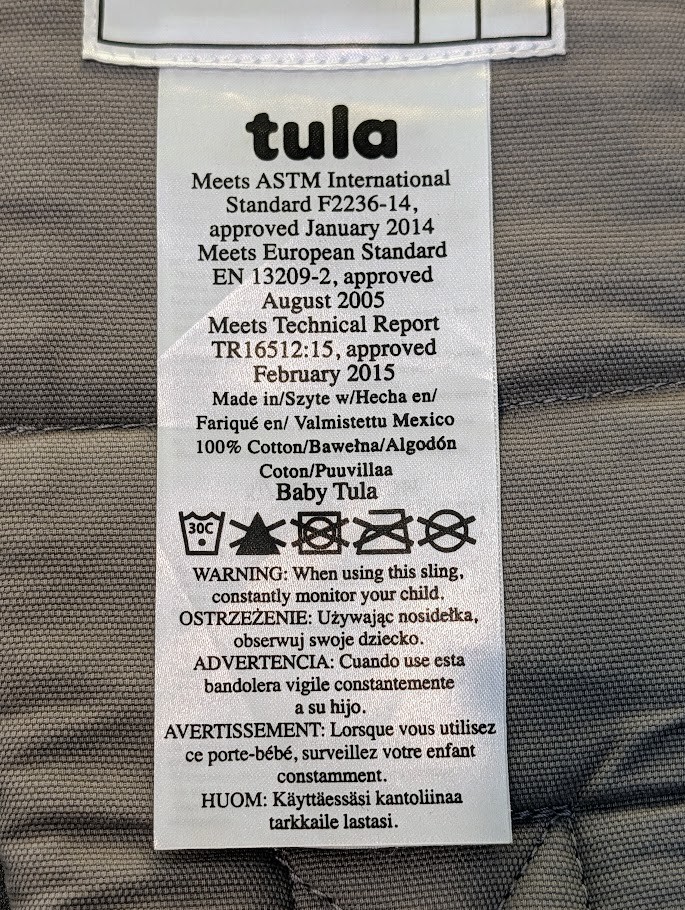 tula
Meets ASTM International
Standard F2236-14,
approved January 2014
Meets European Standard
EN 13209-2, approved
August 2005
Meets Technical Report
TR16512:15, approved
February 2015
Made in/Szyte w/Hecha en/
Fariqué en/ Valmistettu Mexico
100% Cotton/Bawełna/Algodón
Coton/Puuvillaa
Baby Tula
30C
WARNING: When using this sling,
constantly monitor your child.
OSTRZEŻENIE: Używając nosidełka,
obserwuj swoje dziecko.
ADVERTENCIA: Cuando use esta
bandolera vigile constantemente
a su hijo.
AVERTISSEMENT: Lorsque vous utilisez
ce porte-bébé, surveillez votre enfant
constamment.
HUOM: Käyttäessäsi kantoliinaa
tarkkaile lastasi.